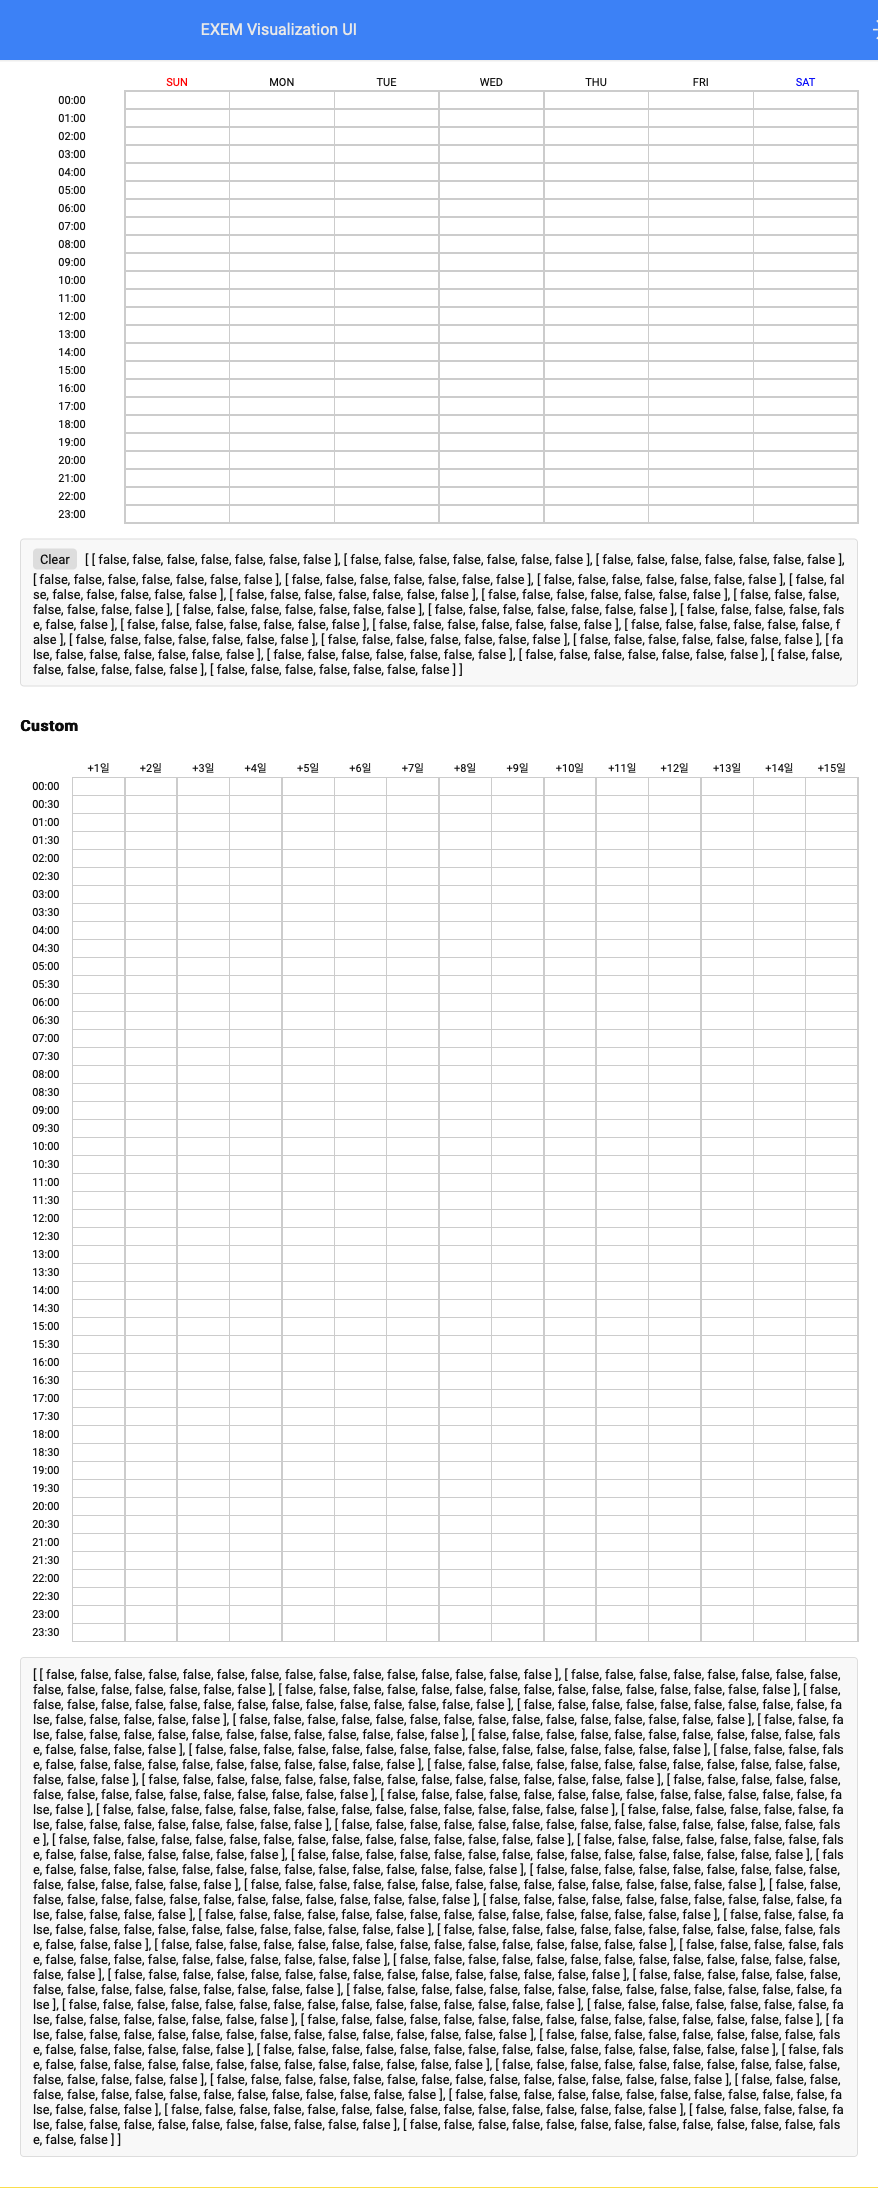 EXEM Visualization UI
SUN MON TUE WED THU FRI SAT
00:00
01:00
02:00
03:00
04:00
05:00
06:00
07:00
08:00
09:00
10:00
11:00
12:00
13:00
14:00
15:00
16:00
17:00
18:00
19:00
20:00
21:00
22:00
23:00
Clear [ [ false, false, false, false, false, false, false ], [ false, false, false, false, false, false, false ], [ false, false, false, false, false, false, false ],
[ false, false, false, false, false, false, false ], [ false, false, false, false, false, false, false ], [ false, false, false, false, false, false, false ], [ false, fal
se, false, false, false, false, false ], [ false, false, false, false, false, false, false ], [ false, false, false, false, false, false, false ], [ false, false, false,
false, false, false, false ], [ false, false, false, false, false, false, false ], [ false, false, false, false, false, false, false ], [ false, false, false, false, fals
e, false, false ], [ false, false, false, false, false, false, false ], [ false, false, false, false, false, false, false ], [ false, false, false, false, false, false, f
alse ], [ false, false, false, false, false, false, false ], [ false, false, false, false, false, false, false ], [ false, false, false, false, false, false, false ], [ fa
lse, false, false, false, false, false, false ], [ false, false, false, false, false, false, false ], [ false, false, false, false, false, false, false ], [ false, false,
false, false, false, false, false ], [ false, false, false, false, false, false, false ] ]
Custom
+1일 +2일 +3일 +4일 +5일 +6일 +7일 +8일 +9일 +10일 +11일 +12일 +13일 +14일 +15일
00:00
00:30
01:00
01:30
02:00
02:30
03:00
03:30
04:00
04:30
05:00
05:30
06:00
06:30
07:00
07:30
08:00
08:30
09:00
09:30
10:00
10:30
11:00
11:30
12:00
12:30
13:00
13:30
14:00
14:30
15:00
15:30
16:00
16:30
17:00
17:30
18:00
18:30
19:00
19:30
20:00
20:30
21:00
21:30
22:00
22:30
23:00
23:30
[ [ false, false, false, false, false, false, false, false, false, false, false, false, false, false, false ], [ false, false, false, false, false, false, false, false,
false, false, false, false, false, false, false ], [ false, false, false, false, false, false, false, false, false, false, false, false, false, false, false ], [ false,
false, false, false, false, false, false, false, false, false, false, false, false, false, false ], [ false, false, false, false, false, false, false, false, false, fa
lse, false, false, false, false, false ], [ false, false, false, false, false, false, false, false, false, false, false, false, false, false, false ], [ false, false, fa
lse, false, false, false, false, false, false, false, false, false, false, false, false ], [ false, false, false, false, false, false, false, false, false, false, fals
e, false, false, false, false ], [ false, false, false, false, false, false, false, false, false, false, false, false, false, false, false ], [ false, false, false, fals
e, false, false, false, false, false, false, false, false, false, false, false ], [ false, false, false, false, false, false, false, false, false, false, false, false,
false, false, false ], [ false, false, false, false, false, false, false, false, false, false, false, false, false, false, false ], [ false, false, false, false, false,
false, false, false, false, false, false, false, false, false, false ], [ false, false, false, false, false, false, false, false, false, false, false, false, false, fa
lse, false ], [ false, false, false, false, false, false, false, false, false, false, false, false, false, false, false ], [ false, false, false, false, false, false, fa
lse, false, false, false, false, false, false, false, false ], [ false, false, false, false, false, false, false, false, false, false, false, false, false, false, fals
e ], [ false, false, false, false, false, false, false, false, false, false, false, false, false, false, false ], [ false, false, false, false, false, false, false, fals
e, false, false, false, false, false, false, false ], [ false, false, false, false, false, false, false, false, false, false, false, false, false, false, false ], [ fals
e, false, false, false, false, false, false, false, false, false, false, false, false, false, false ], [ false, false, false, false, false, false, false, false, false,
false, false, false, false, false, false ], [ false, false, false, false, false, false, false, false, false, false, false, false, false, false, false ], [ false, false,
false, false, false, false, false, false, false, false, false, false, false, false, false ], [ false, false, false, false, false, false, false, false, false, false, fa
lse, false, false, false, false ], [ false, false, false, false, false, false, false, false, false, false, false, false, false, false, false ], [ false, false, false, fa
lse, false, false, false, false, false, false, false, false, false, false, false ], [ false, false, false, false, false, false, false, false, false, false, false, fals
e, false, false, false ], [ false, false, false, false, false, false, false, false, false, false, false, false, false, false, false ], [ false, false, false, false, fals
e, false, false, false, false, false, false, false, false, false, false ], [ false, false, false, false, false, false, false, false, false, false, false, false, false,
false, false ], [ false, false, false, false, false, false, false, false, false, false, false, false, false, false, false ], [ false, false, false, false, false, false,
false, false, false, false, false, false, false, false, false ], [ false, false, false, false, false, false, false, false, false, false, false, false, false, false, fa
lse ], [ false, false, false, false, false, false, false, false, false, false, false, false, false, false, false ], [ false, false, false, false, false, false, false, fa
lse, false, false, false, false, false, false, false ], [ false, false, false, false, false, false, false, false, false, false, false, false, false, false, false ], [ fa
lse, false, false, false, false, false, false, false, false, false, false, false, false, false, false ], [ false, false, false, false, false, false, false, false, fals
e, false, false, false, false, false, false ], [ false, false, false, false, false, false, false, false, false, false, false, false, false, false, false ], [ false, fals
e, false, false, false, false, false, false, false, false, false, false, false, false, false ], [ false, false, false, false, false, false, false, false, false, false,
false, false, false, false, false ], [ false, false, false, false, false, false, false, false, false, false, false, false, false, false, false ], [ false, false, false,
false, false, false, false, false, false, false, false, false, false, false, false ], [ false, false, false, false, false, false, false, false, false, false, false, fa
lse, false, false, false ], [ false, false, false, false, false, false, false, false, false, false, false, false, false, false, false ], [ false, false, false, false, fa
lse, false, false, false, false, false, false, false, false, false, false ], [ false, false, false, false, false, false, false, false, false, false, false, false, fals
e, false, false ] ]